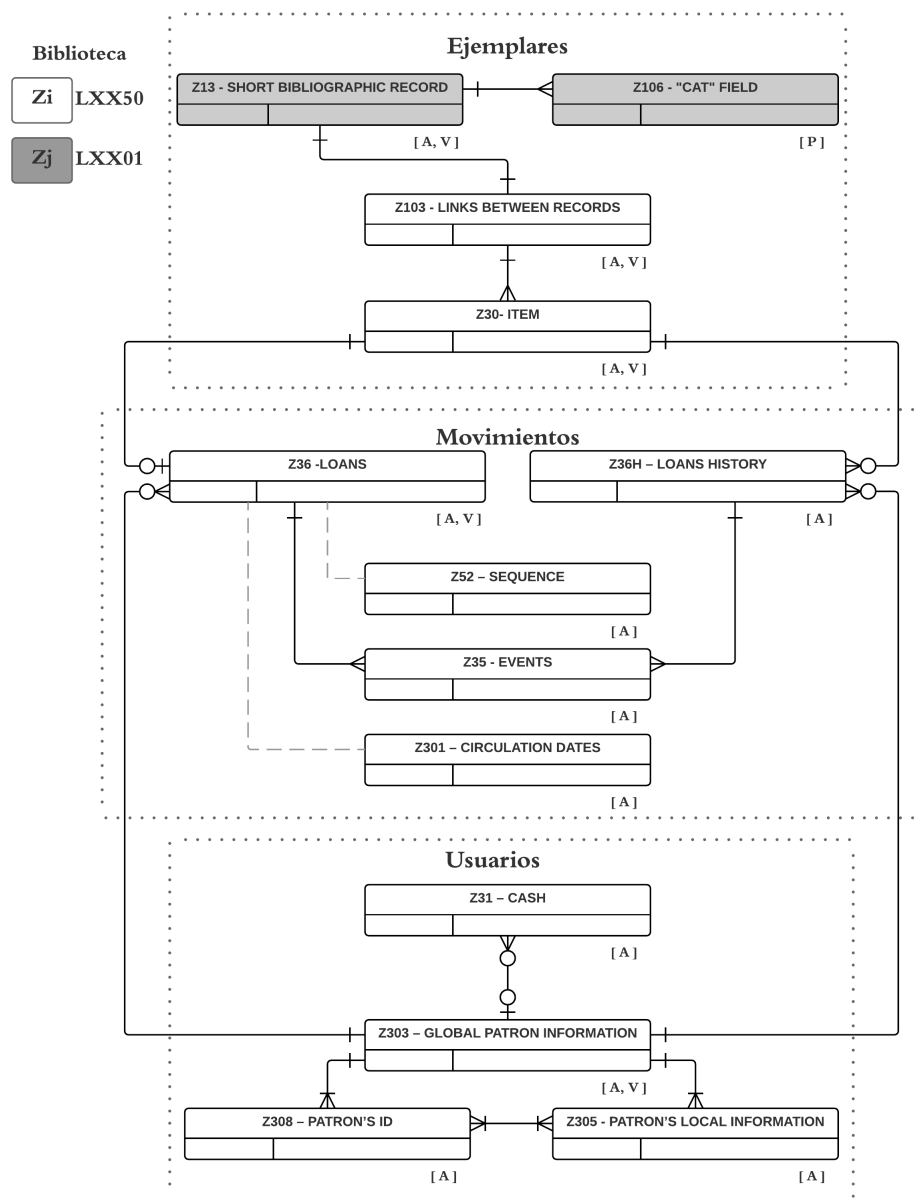 Biblioteca
Zi LXX50
Zj LXX01
Ejemplares
Z13 - SHORT BIBLIOGRAPHIC RECORD
[ A, V ]
Z106 - "CAT" FIELD
[ P ]
Z103 - LINKS BETWEEN RECORDS
[ A, V ]
Z30- ITEM
[ A, V ]
Movimientos
Z36 -LOANS
[ A, V ]
Z36H – LOANS HISTORY
[ A ]
Z52 – SEQUENCE
[ A ]
Z35 - EVENTS
[ A ]
Z301 – CIRCULATION DATES
[ A ]
Usuarios
Z31 – CASH
[ A ]
Z303 – GLOBAL PATRON INFORMATION
[ A, V ]
Z308 – PATRON'S ID
[ A ]
Z305 - PATRON'S LOCAL INFORMATION
[ A ]